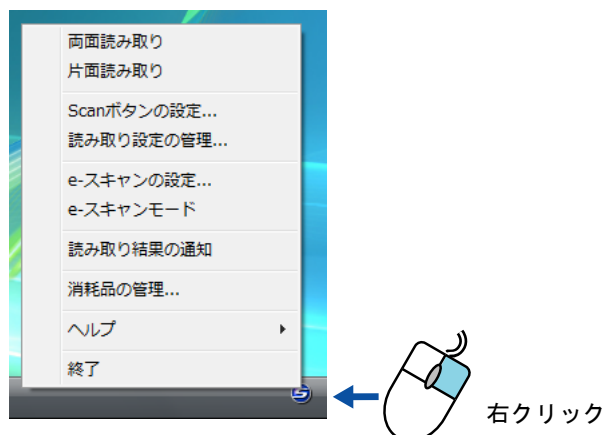 両面読み取り
片面読み取り
Scanボタンの設定...
読み取り設定の管理...
e-スキャンの設定...
e-スキャンモード
読み取り結果の通知
消耗品の管理...
ヘルプ
終了
右クリック